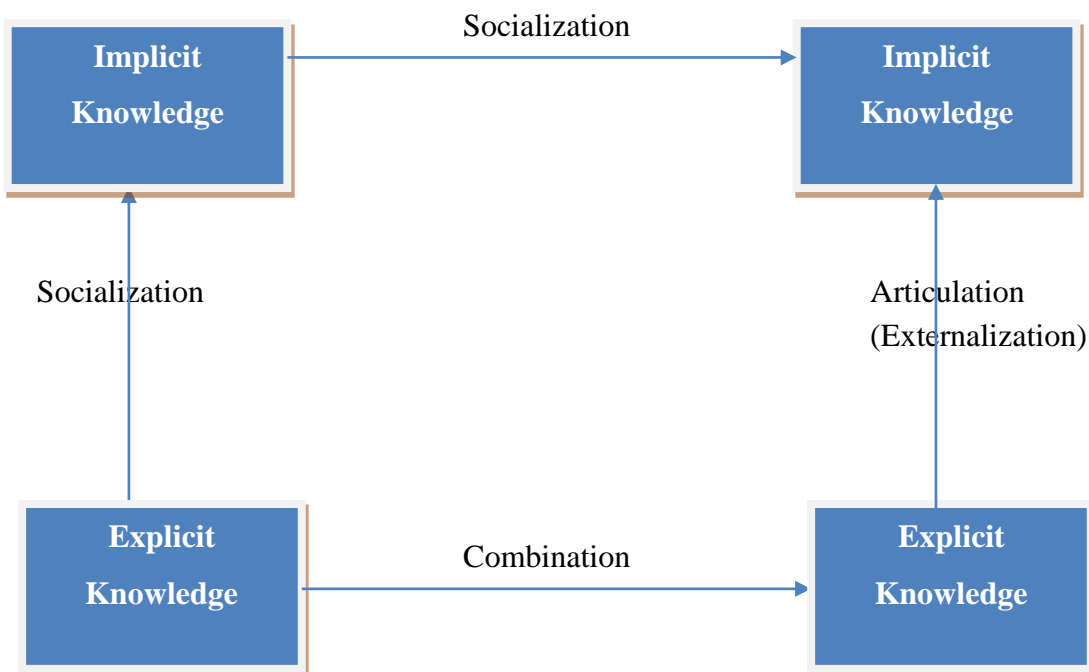 Socialization
Implicit
Knowledge
Implicit
Knowledge
Socialization
Articulation
(Externalization)
Explicit
Knowledge
Combination
Explicit
Knowledge